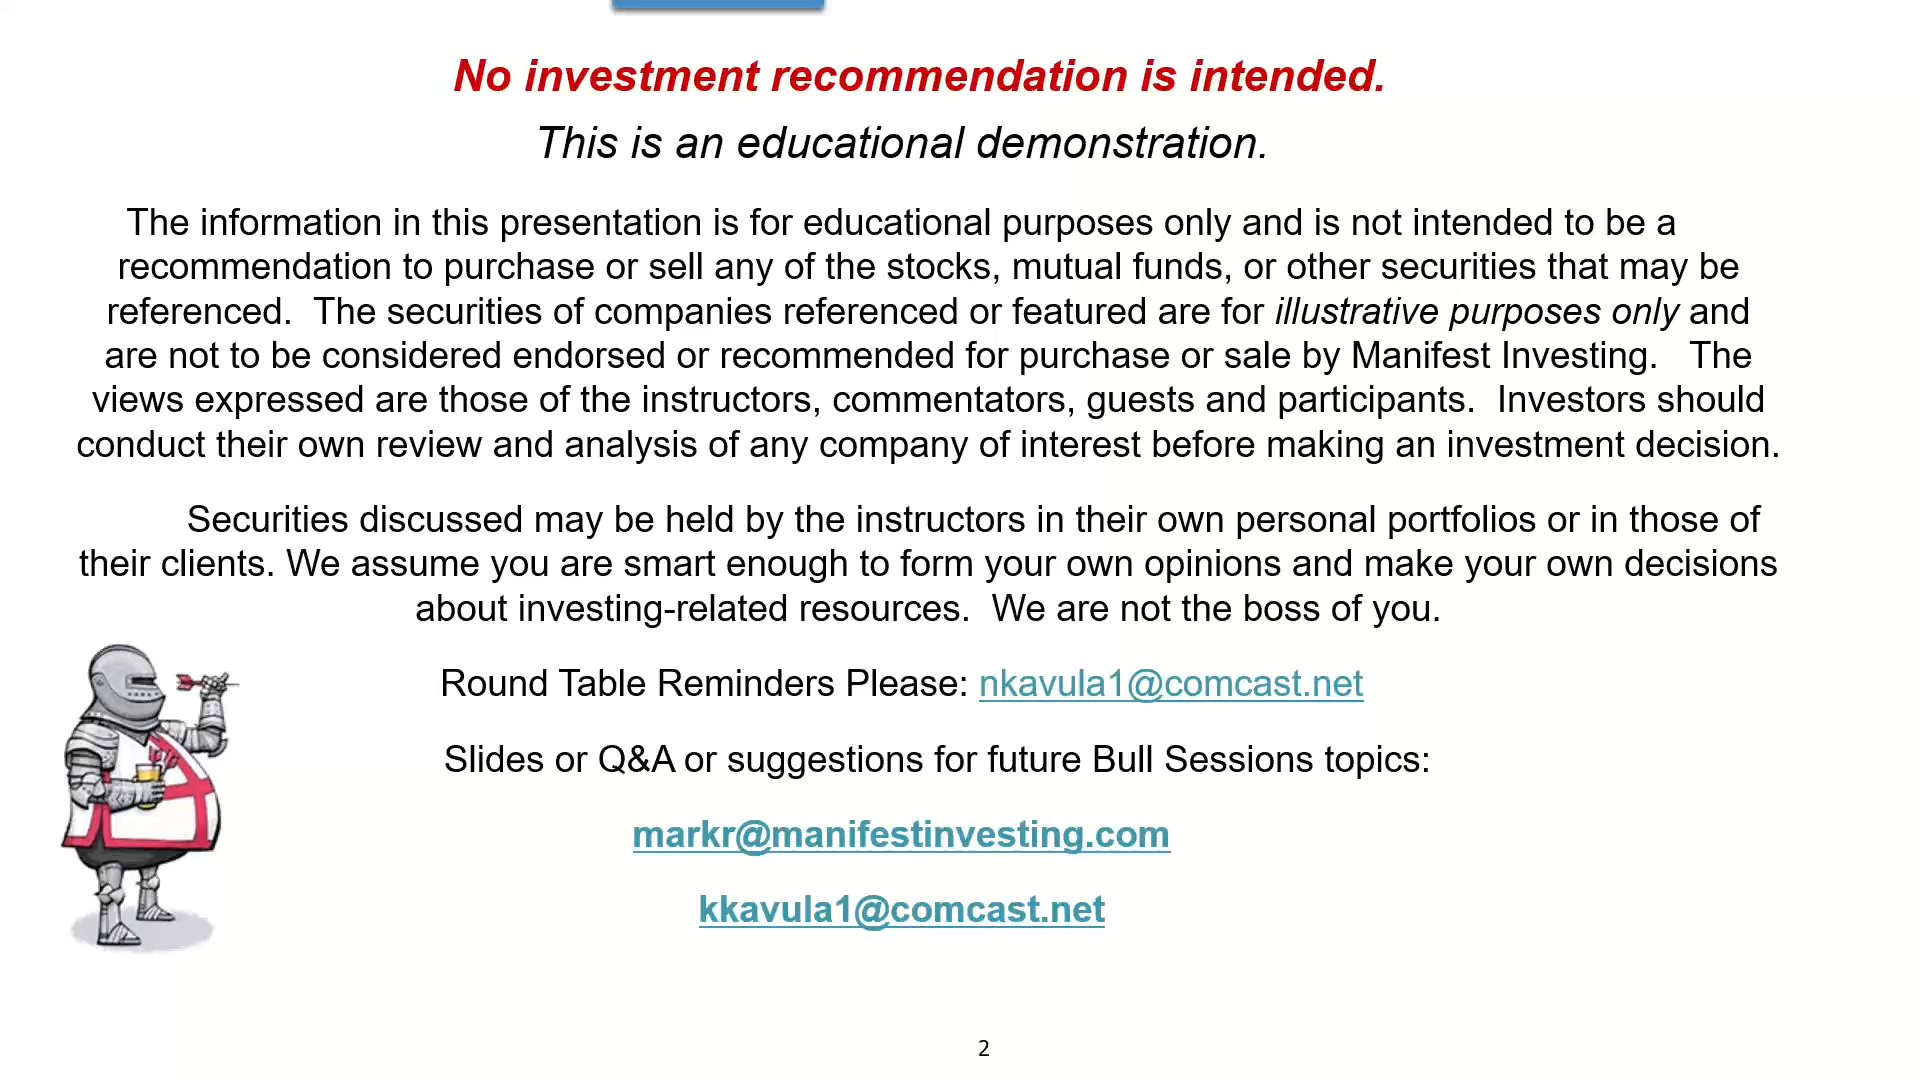 No investment recommendation is intended.
This is an educational demonstration.
The information in this presentation is for educational purposes only and is not intended to be a
recommendation to purchase or sell any of the stocks, mutual funds, or other securities that may be
referenced.  The securities of companies referenced or featured are for illustrative purposes only and
are not to be considered endorsed or recommended for purchase or sale by Manifest Investing.   The
views expressed are those of the instructors, commentators, guests and participants.  Investors should
conduct their own review and analysis of any company of interest before making an investment decision.
Securities discussed may be held by the instructors in their own personal portfolios or in those of
their clients. We assume you are smart enough to form your own opinions and make your own decisions
about investing-related resources.  We are not the boss of you.
Round Table Reminders Please: nkavula1@comcast.net
Slides or Q&A or suggestions for future Bull Sessions topics:
markr@manifestinvesting.com
kkavula1@comcast.net
2